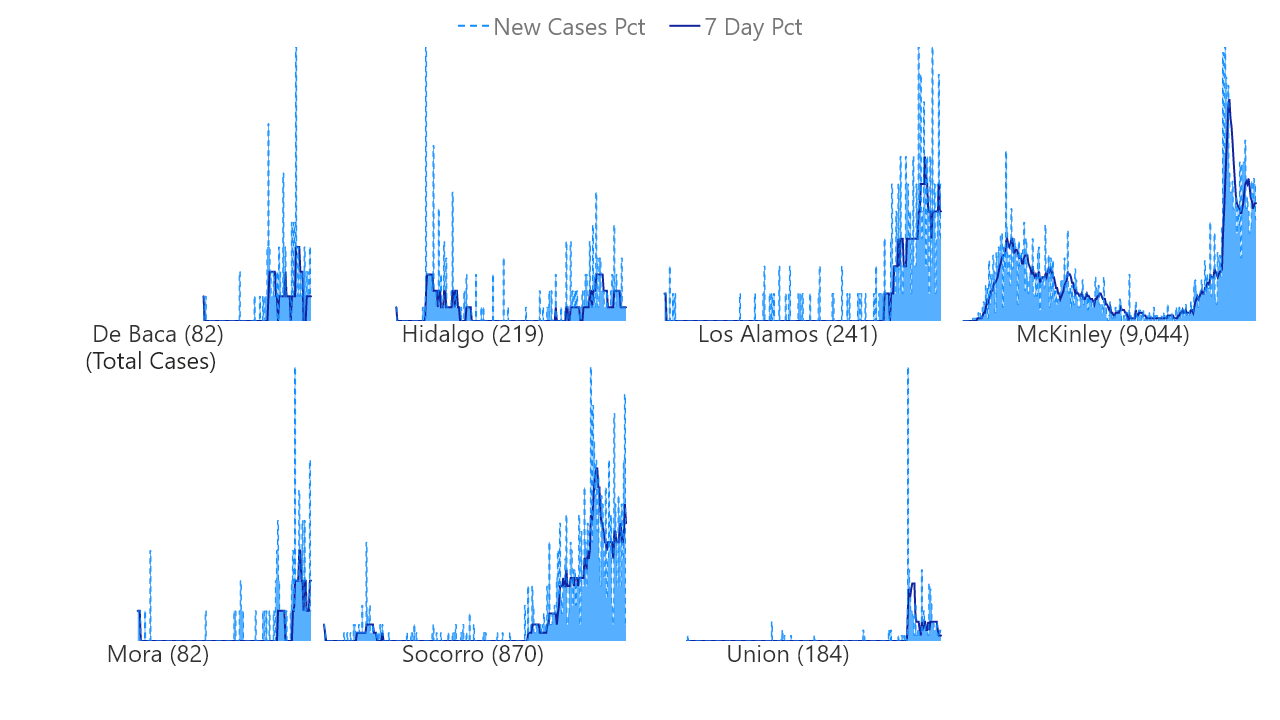 New Cases Pct 7 Day Pct
De Baca (82) Hidalgo (219) Los Alamos (241) McKinley (9,044)
(Total Cases)
Mora (82) Socorro (870) Union (184)